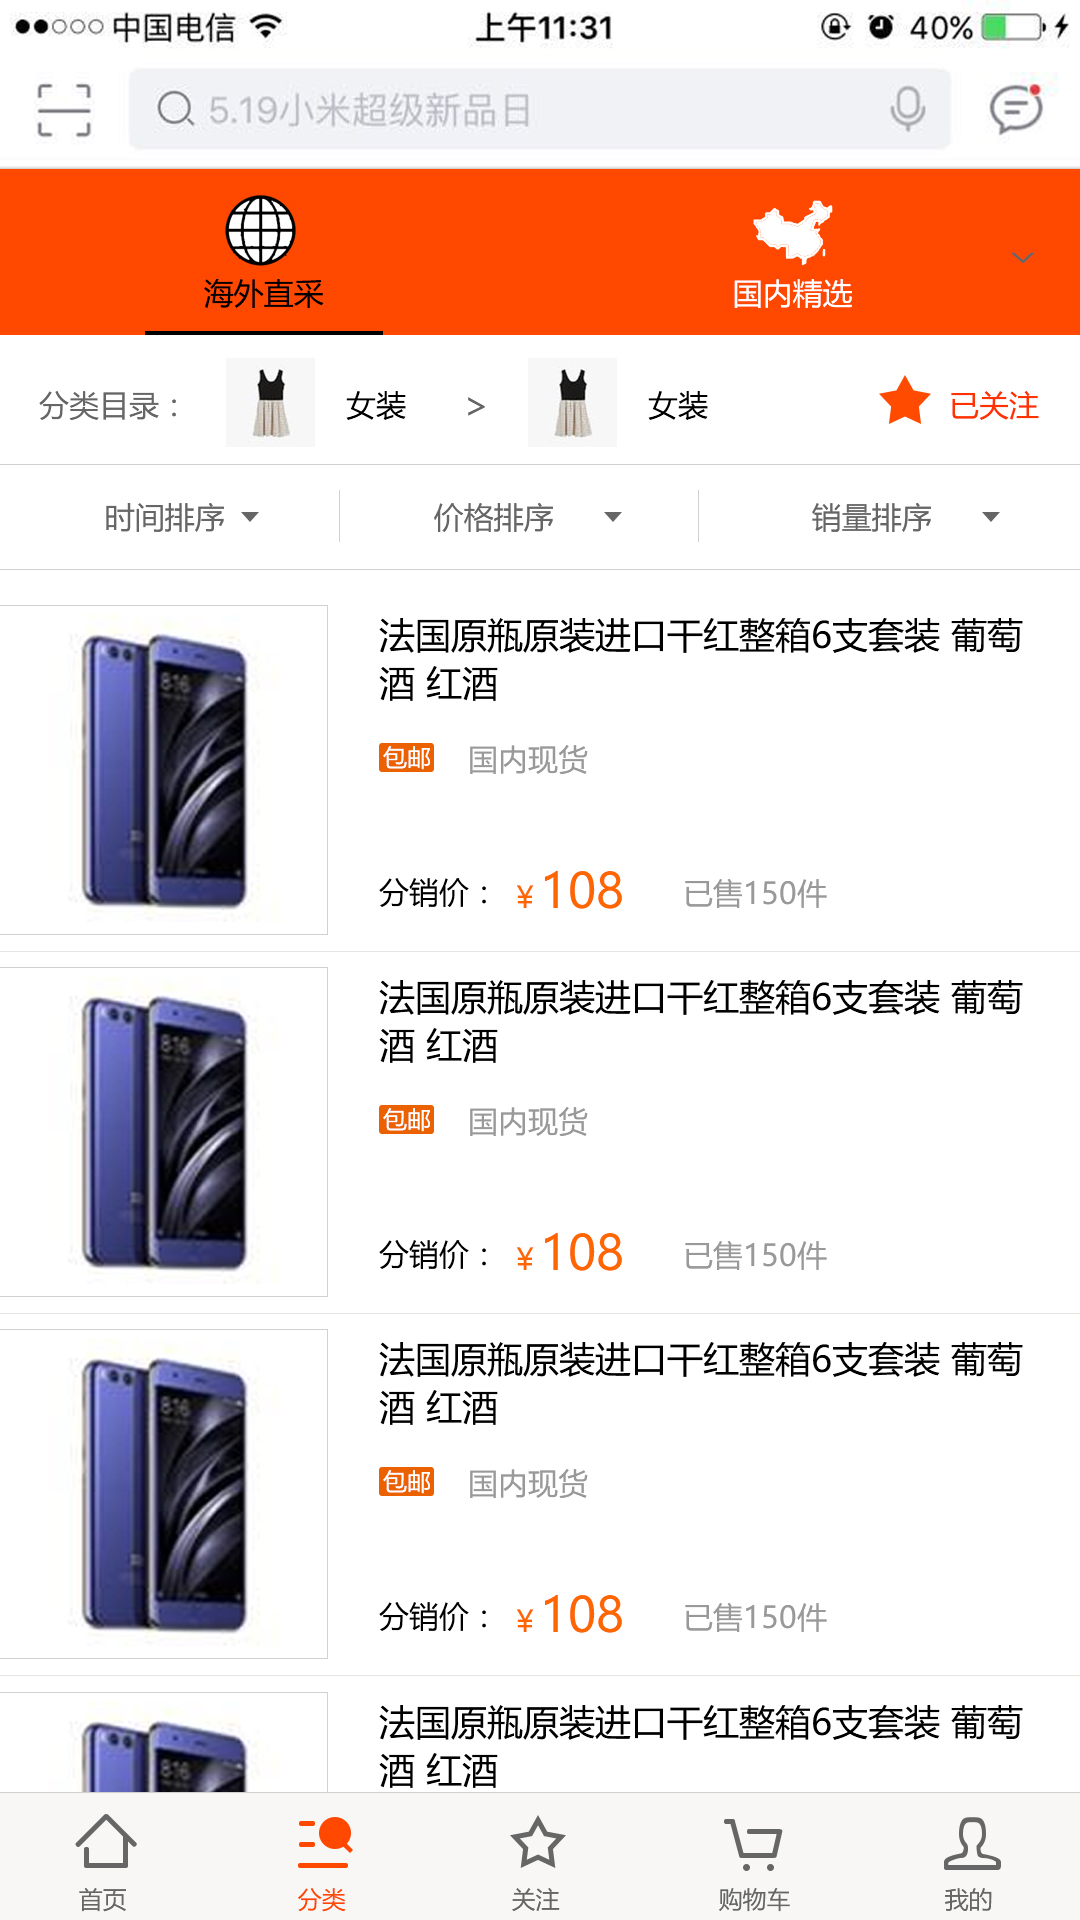 中国电信 上午11:31 40%
5.19小米超级新品日
海外直采 国内精选
分类目录： 女装 > 女装 已关注
时间排序 价格排序 销量排序
法国原瓶原装进口干红整箱6支套装 葡萄
酒 红酒
包邮 国内现货
分销价： ¥108 已售150件
法国原瓶原装进口干红整箱6支套装 葡萄
酒 红酒
包邮 国内现货
分销价： ¥108 已售150件
法国原瓶原装进口干红整箱6支套装 葡萄
酒 红酒
包邮 国内现货
分销价： ¥108 已售150件
法国原瓶原装进口干红整箱6支套装 葡萄
酒 红酒
首页 分类 关注 购物车 我的